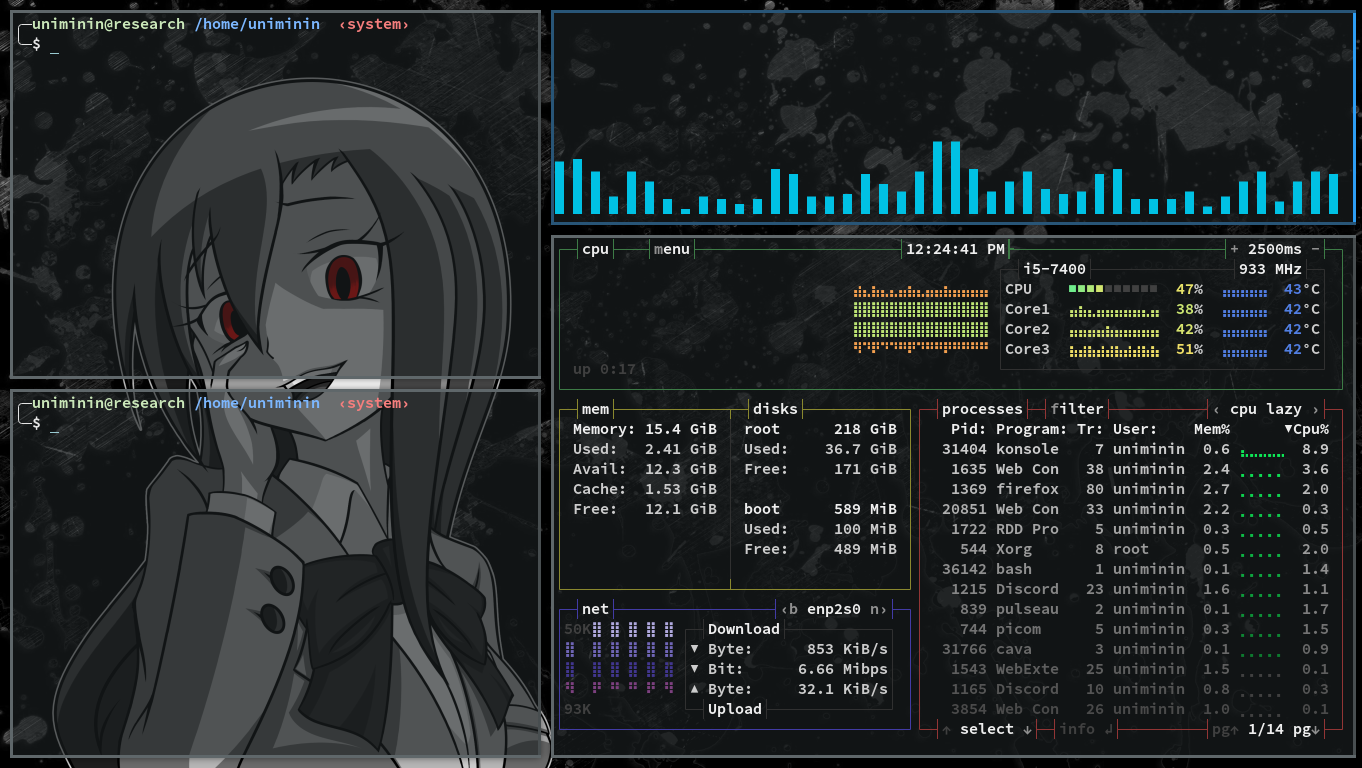 uniminin@research /home/uniminin ‹system›
$ _
uniminin@research /home/uniminin ‹system›
$ _
cpu menu 12:24:41 PM + 2500ms −
i5-7400 933 MHz
CPU 47% 43°C
Core1 38% 42°C
Core2 42% 42°C
Core3 51% 42°C
up 0:17
mem
Memory: 15.4 GiB
Used: 2.41 GiB
Avail: 12.3 GiB
Cache: 1.53 GiB
Free: 12.1 GiB
disks
root 218 GiB
Used: 36.7 GiB
Free: 171 GiB
boot 589 MiB
Used: 100 MiB
Free: 489 MiB
net ‹b enp2s0 n›
50K
93K
Download
▼ Byte: 853 KiB/s
▼ Bit: 6.66 Mibps
▲ Byte: 32.1 KiB/s
Upload
processes filter ‹ cpu lazy ›
Pid: Program: Tr: User: Mem% ▼Cpu%
31404 konsole 7 uniminin 0.6 8.9
1635 Web Con 38 uniminin 2.4 3.6
1369 firefox 80 uniminin 2.7 2.0
20851 Web Con 33 uniminin 2.2 0.3
1722 RDD Pro 5 uniminin 0.3 0.5
544 Xorg 8 root 0.5 2.0
36142 bash 1 uniminin 0.1 1.4
1215 Discord 23 uniminin 1.6 1.1
839 pulseau 2 uniminin 0.1 1.7
744 picom 5 uniminin 0.3 1.5
31766 cava 3 uniminin 0.1 0.9
1543 WebExte 25 uniminin 1.5 0.1
1165 Discord 10 uniminin 0.8 0.3
3854 Web Con 26 uniminin 1.0 0.1
↑ select ↓ info ↲ pg↑ 1/14 pg↓